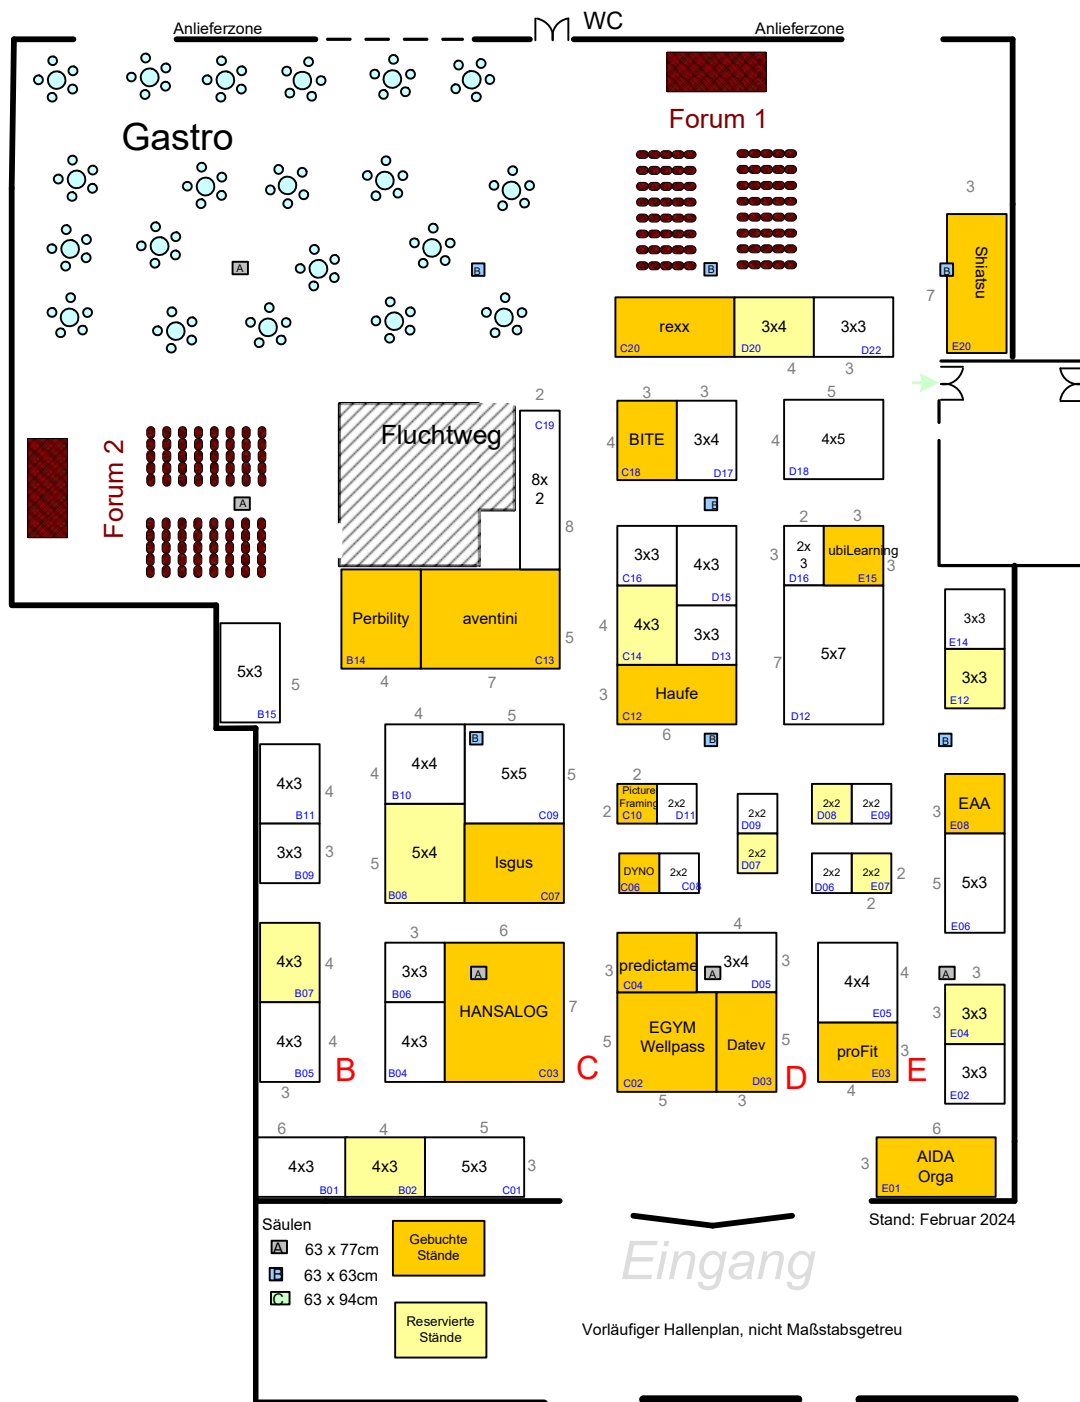 Anlieferzone
WC
Anlieferzone
Gastro
Forum 1
3
A
B
B
B
Shiatsu
7
E20
rexx
C20
3x4
D20
3x3
D22
4
3
2
3
3
5
Fluchtweg
C19
8x
2
8
4
BITE
C18
3x4
D17
4
4x5
D18
Forum 2
A
B
2
3
3x3
C16
4x3
D15
3
2x
3
D16
ubiLearning
E15
3
4
4x3
C14
3x3
D13
Perbility
B14
aventini
C13
5
4
7
3
Haufe
C12
6
7
5x7
D12
3x3
E14
3x3
E12
5x3
B15
5
4
5
B
B
B
4x3
B11
4
4
4x4
B10
5x5
C09
5
2
2
Picture
Framing
C10
2x2
D11
2x2
D09
2x2
D08
2x2
E09
3
EAA
E08
3x3
B09
3
5
5x4
B08
Isgus
C07
DYNO
C06
2x2
C08
2x2
D07
2x2
D06
2x2
E07
2
2
5
5x3
E06
4x3
B07
4
3
6
4
3x3
B06
A
HANSALOG
C03
7
3
predictame
C04
A
3x4
D05
3
4x4
E05
4
A
3
4x3
B05
4
3
B
4x3
B04
C
5
EGYM
Wellpass
C02
Datev
D03
5
5
3
D
proFit
E03
3
4
E
3
3x3
E04
3x3
E02
6
4
5
6
4x3
B01
4x3
B02
5x3
C01
3
3
AIDA
Orga
E01
Säulen
A 63 x 77cm
B 63 x 63cm
C 63 x 94cm
Gebuchte
Stände
Reservierte
Stände
Stand: Februar 2024
Eingang
Vorläufiger Hallenplan, nicht Maßstabsgetreu